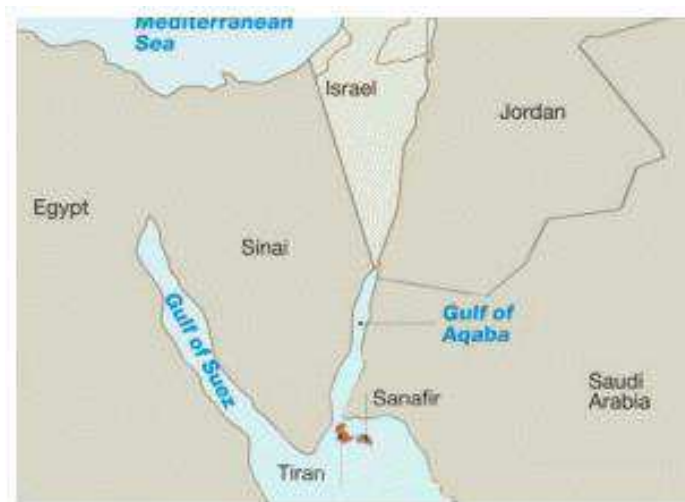 Mediterranean
Sea
Israel
Jordan
Egypt
Sinai
Gulf of Suez
Gulf of
Aqaba
Saudi
Arabia
Sanafir
Tiran